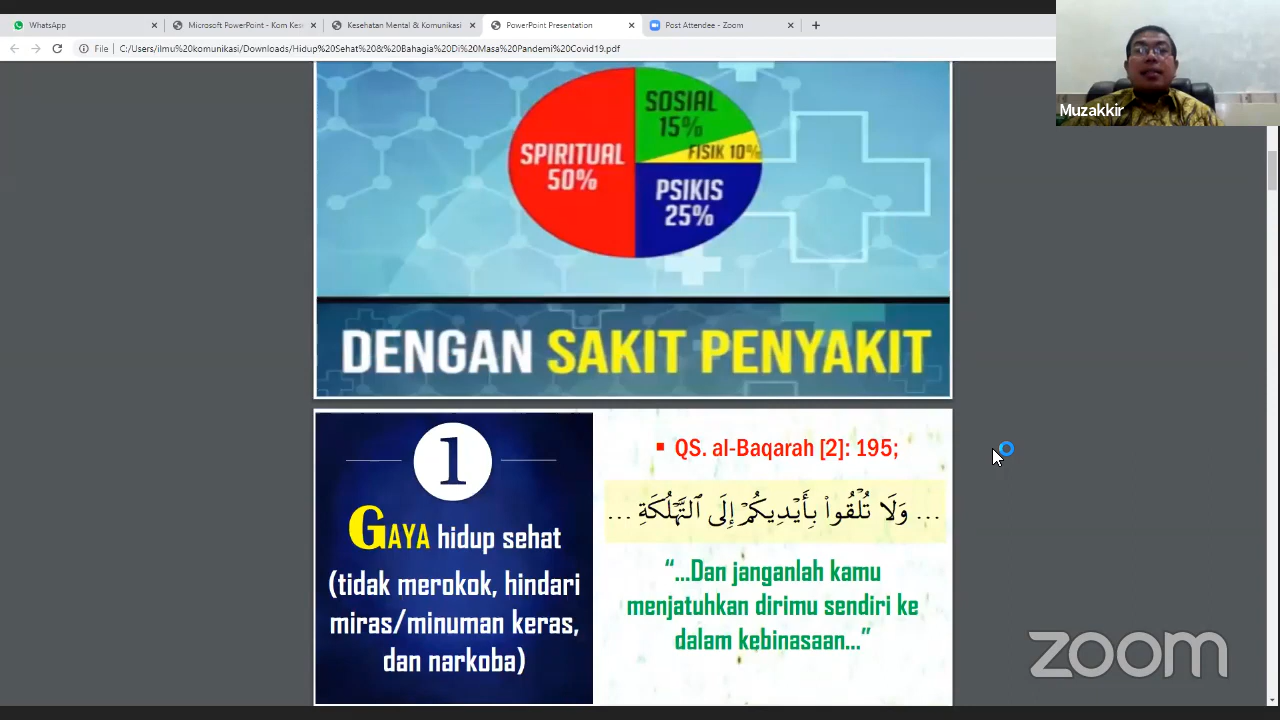 WhatsApp
Microsoft PowerPoint - Kom Kes
Kesehatan Mental & Komunikasi
PowerPoint Presentation
Post Attendee - Zoom
File
C:/Users/ilmu%20komunikasi/Downloads/Hidup%20Sehat%20&%20Bahagia%20Di%20Masa%20Pandemi%20Covid19.pdf
Muzakkir
SOSIAL
15%
FISIK 10%
SPIRITUAL
50%
PSIKIS
25%
DENGAN SAKIT PENYAKIT
1
GAYA hidup sehat
(tidak merokok, hindari
miras/minuman keras,
dan narkoba)
▪ QS. al-Baqarah [2]: 195;
... وَلَا تُلْقُوا۟ بِأَيْدِيكُمْ إِلَى ٱلتَّهْلُكَةِ ...
“...Dan janganlah kamu
menjatuhkan dirimu sendiri ke
dalam kebinasaan...”
zoom